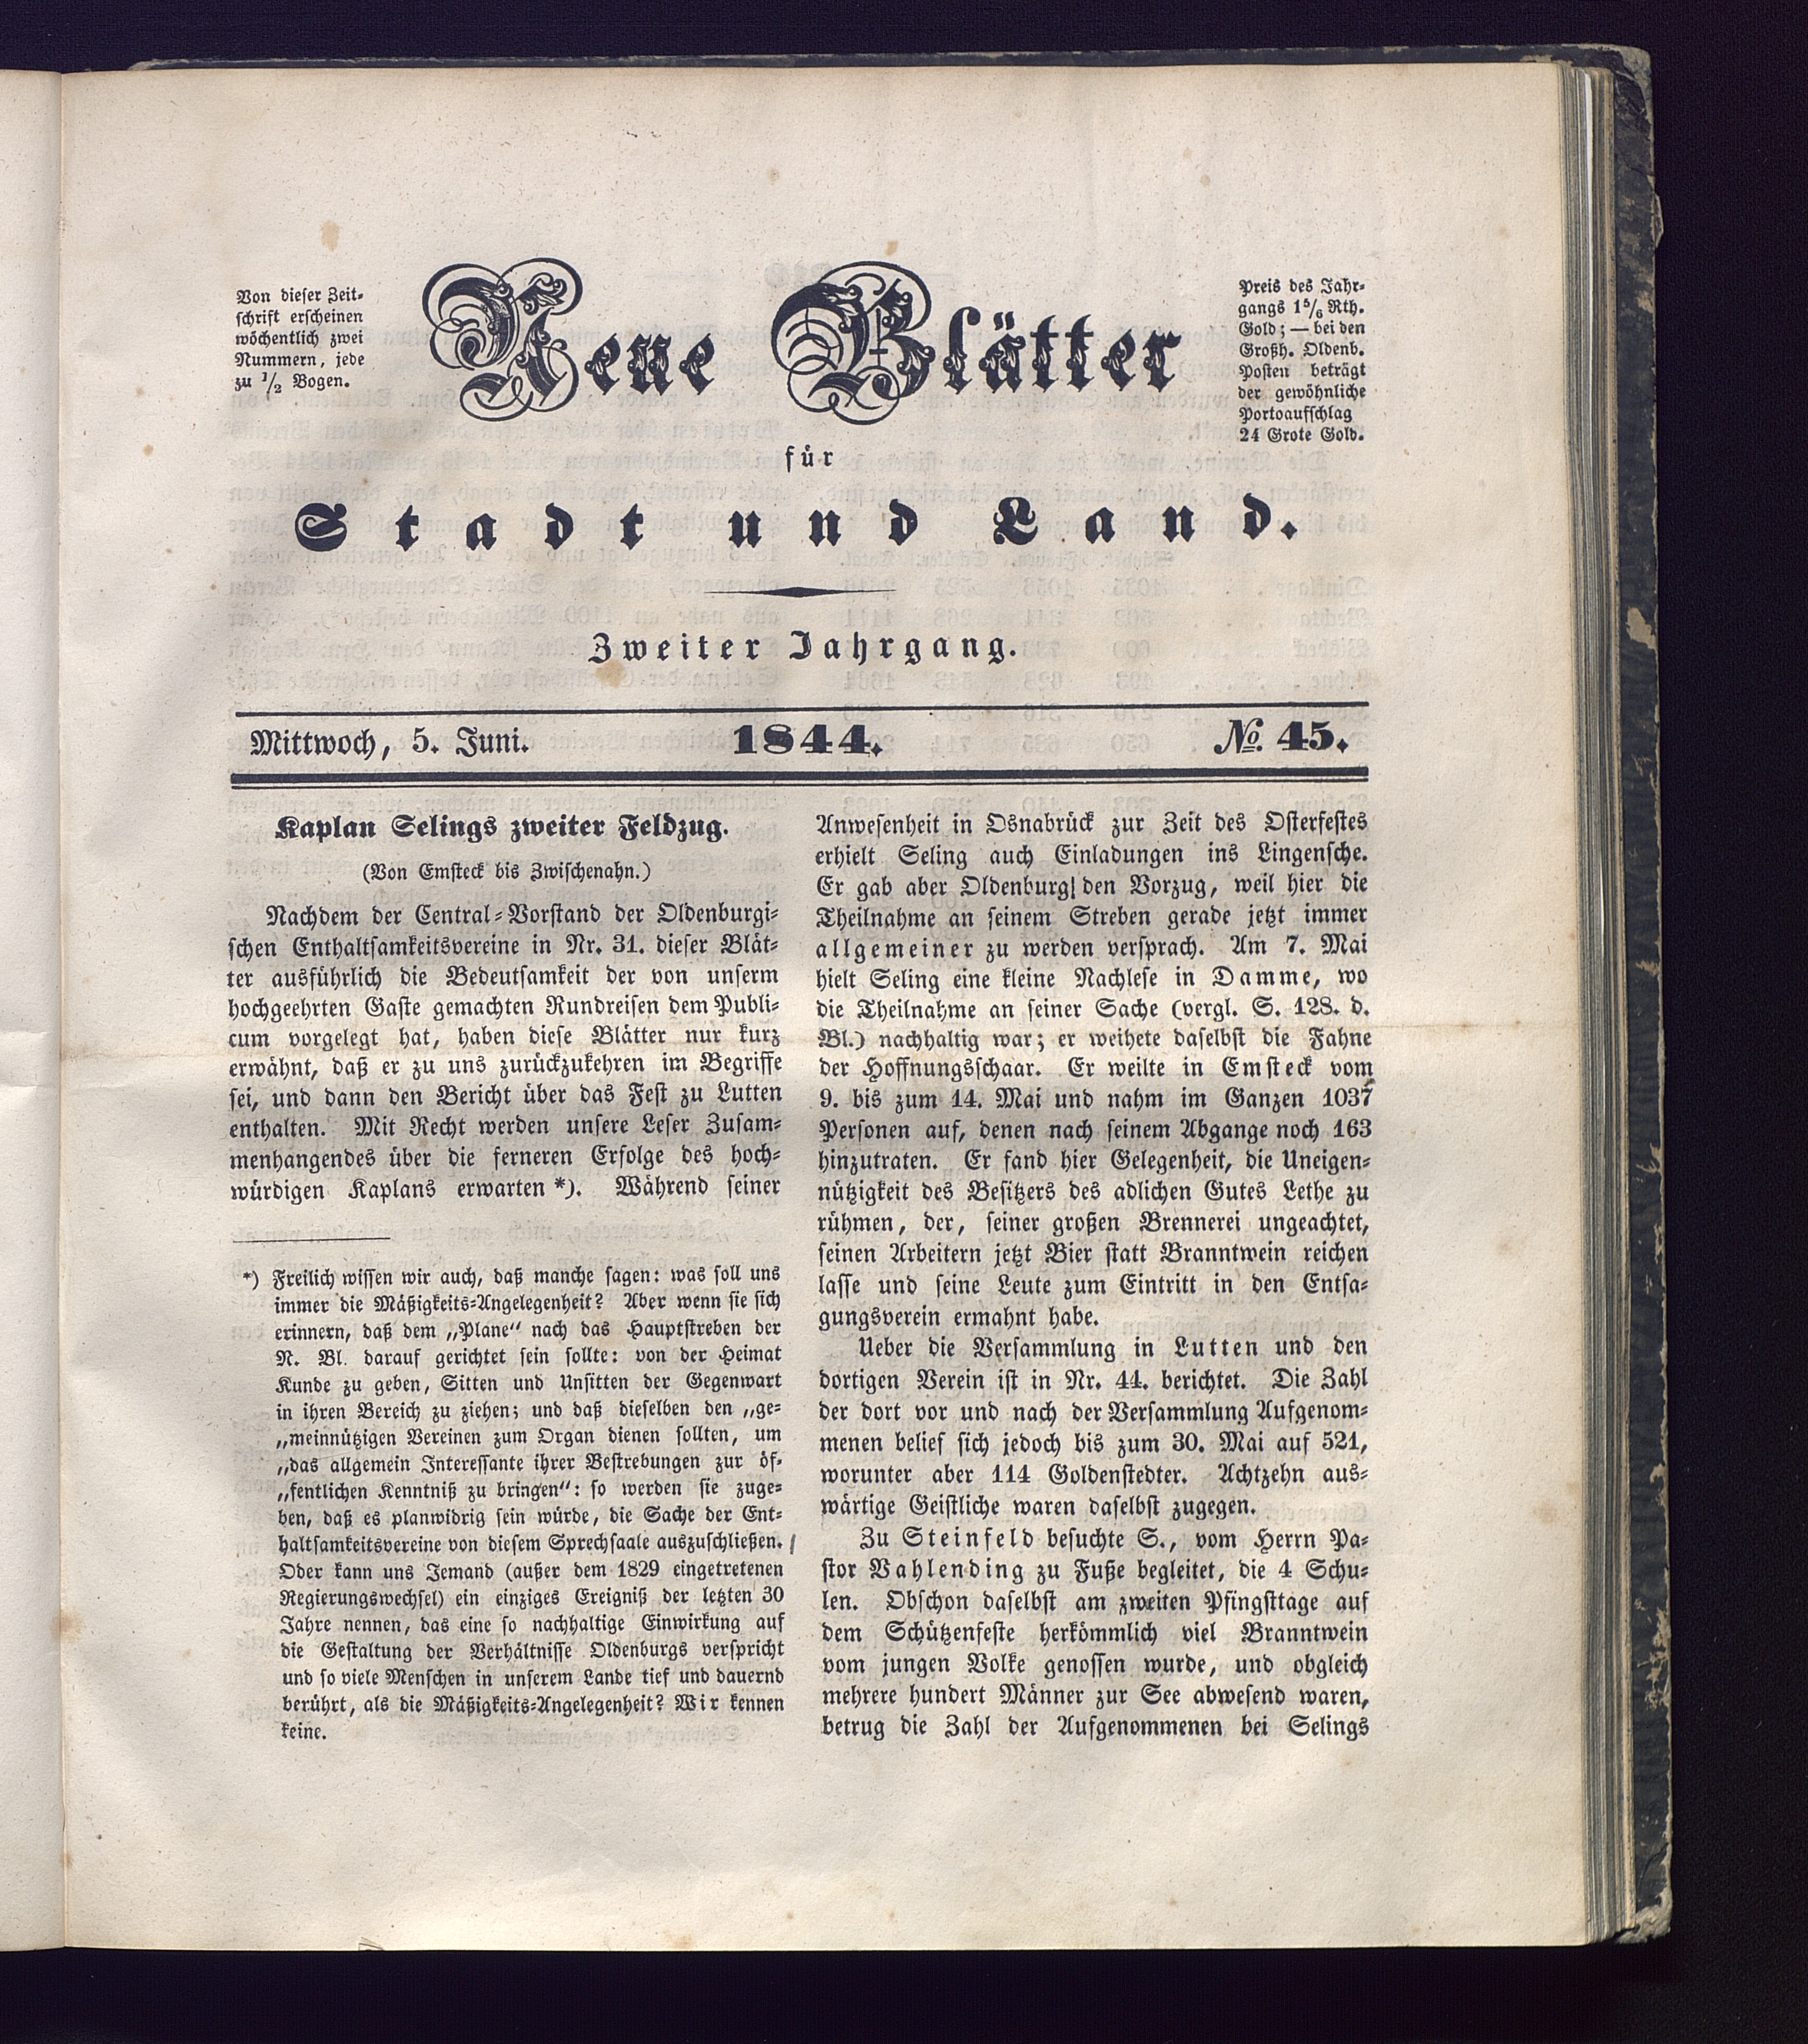 Von dieser Zeit-
schrift erscheinen
wöchentlich zwei
Nummern, jede
zu 1/2 Bogen.
Neue Blätter
Preis des Jahr-
gangs 1 5/6 Rth.
Gold; — bei den
Großh. Oldenb.
Posten beträgt
der gewöhnliche
Portoaufschlag
24 Grote Gold.
für
Stadt und Land.
Zweiter Jahrgang.
Mittwoch, 5. Juni. 1844. No. 45.
Kaplan Selings zweiter Feldzug.
(Von Emsteck bis Zwischenahn.)
Nachdem der Central-Vorstand der Oldenburgi-
schen Enthaltsamkeitsvereine in Nr. 31. dieser Blät-
ter ausführlich die Bedeutsamkeit der von unserm
hochgeehrten Gaste gemachten Rundreisen dem Publi-
cum vorgelegt hat, haben diese Blätter nur kurz
erwähnt, daß er zu uns zurückzukehren im Begriffe
sei, und dann den Bericht über das Fest zu Lutten
enthalten. Mit Recht werden unsere Leser Zusam-
menhangendes über die ferneren Erfolge des hoch-
würdigen Kaplans erwarten *). Während seiner
*) Freilich wissen wir auch, daß manche sagen: was soll uns
immer die Mäßigkeits-Angelegenheit? Aber wenn sie sich
erinnern, daß dem „Plane“ nach das Hauptstreben der
N. Bl. darauf gerichtet sein sollte: von der Heimat
Kunde zu geben, Sitten und Unsitten der Gegenwart
in ihren Bereich zu ziehen; und daß dieselben den „ge-
„meinnützigen Vereinen zum Organ dienen sollten, um
„das allgemein Interessante ihrer Bestrebungen zur öf-
„fentlichen Kenntniß zu bringen“: so werden sie zuge-
ben, daß es planwidrig sein würde, die Sache der Ent-
haltsamkeitsvereine von diesem Sprechsaale auszuschließen.
Oder kann uns Jemand (außer dem 1829 eingetretenen
Regierungswechsel) ein einziges Ereigniß der letzten 30
Jahre nennen, das eine so nachhaltige Einwirkung auf
die Gestaltung der Verhältnisse Oldenburgs verspricht
und so viele Menschen in unserem Lande tief und dauernd
berührt, als die Mäßigkeits-Angelegenheit? Wir kennen
keine.
Anwesenheit in Osnabrück zur Zeit des Osterfestes
erhielt Seling auch Einladungen ins Lingensche.
Er gab aber Oldenburg den Vorzug, weil hier die
Theilnahme an seinem Streben gerade jetzt immer
allgemeiner zu werden versprach. Am 7. Mai
hielt Seling eine kleine Nachlese in Damme, wo
die Theilnahme an seiner Sache (vergl. S. 128. d.
Bl.) nachhaltig war; er weihete daselbst die Fahne
der Hoffnungsschaar. Er weilte in Emsteck vom
9. bis zum 14. Mai und nahm im Ganzen 1037
Personen auf, denen nach seinem Abgange noch 163
hinzutraten. Er fand hier Gelegenheit, die Uneigen-
nützigkeit des Besitzers des adlichen Gutes Lethe zu
rühmen, der, seiner großen Brennerei ungeachtet,
seinen Arbeitern jetzt Bier statt Branntwein reichen
lasse und seine Leute zum Eintritt in den Entsa-
gungsverein ermahnt habe.
Ueber die Versammlung in Lutten und den
dortigen Verein ist in Nr. 44. berichtet. Die Zahl
der dort vor und nach der Versammlung Aufgenom-
menen belief sich jedoch bis zum 30. Mai auf 521,
worunter aber 114 Goldenstedter. Achtzehn aus-
wärtige Geistliche waren daselbst zugegen.
Zu Steinfeld besuchte S., vom Herrn Pa-
stor Vahlending zu Fuße begleitet, die 4 Schu-
len. Obschon daselbst am zweiten Pfingsttage auf
dem Schützenfeste herkömmlich viel Branntwein
vom jungen Volke genossen wurde, und obgleich
mehrere hundert Männer zur See abwesend waren,
betrug die Zahl der Aufgenommenen bei Selings